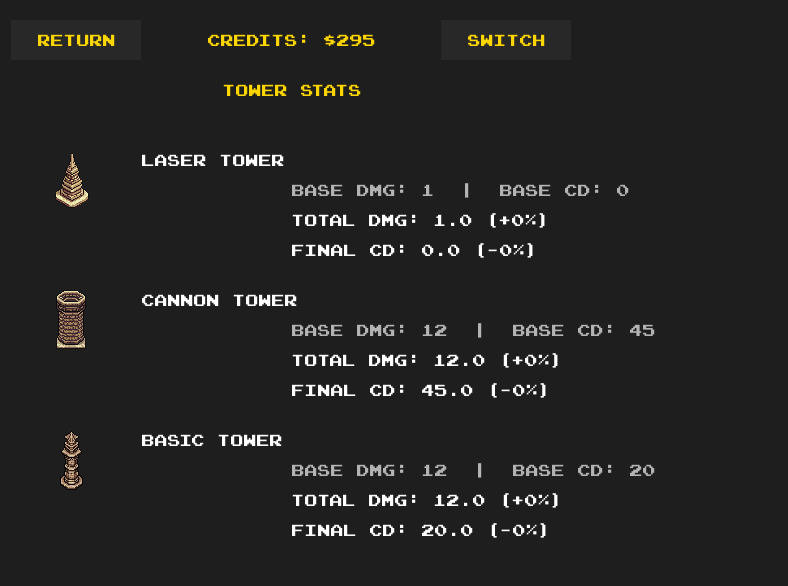 RETURN CREDITS: $295 SWITCH
TOWER STATS
LASER TOWER
BASE DMG: 1 | BASE CD: 0
TOTAL DMG: 1.0 (+0%)
FINAL CD: 0.0 (-0%)
CANNON TOWER
BASE DMG: 12 | BASE CD: 45
TOTAL DMG: 12.0 (+0%)
FINAL CD: 45.0 (-0%)
BASIC TOWER
BASE DMG: 12 | BASE CD: 20
TOTAL DMG: 12.0 (+0%)
FINAL CD: 20.0 (-0%)